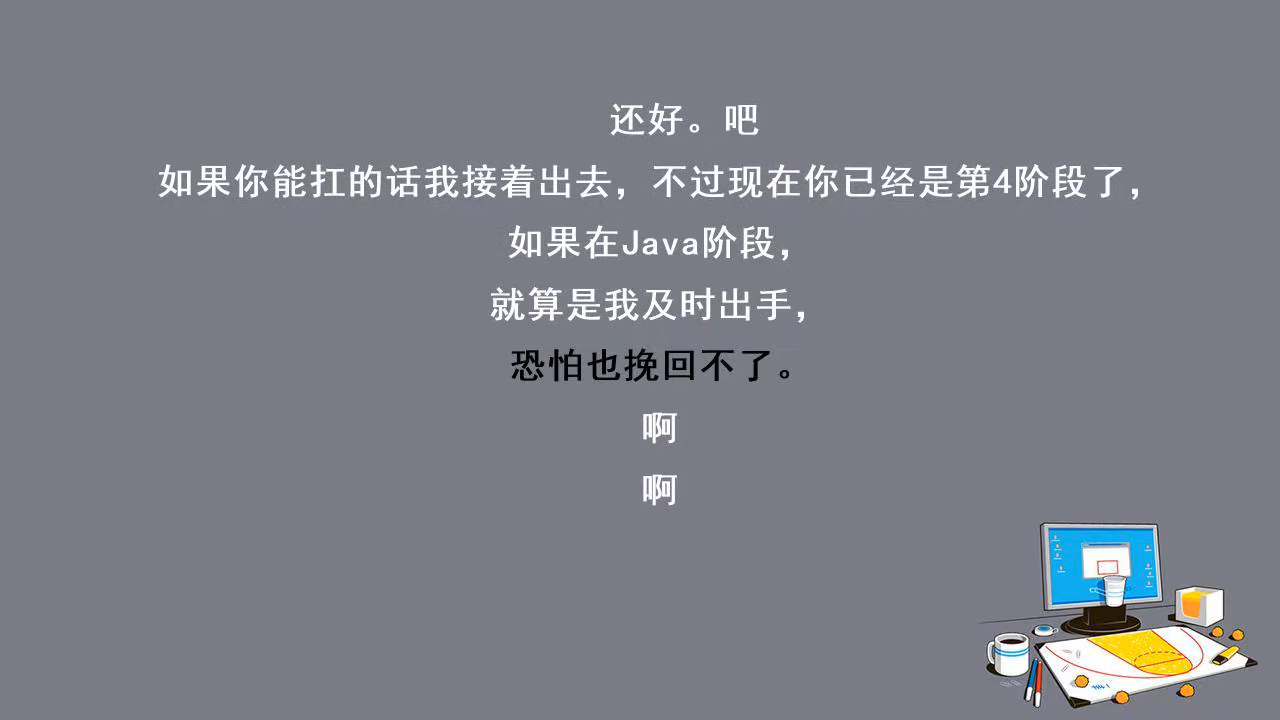 还好。吧
如果你能扛的话我接着出去，不过现在你已经是第4阶段了，
如果在Java阶段，
就算是我及时出手，
恐怕也挽回不了。
啊
啊